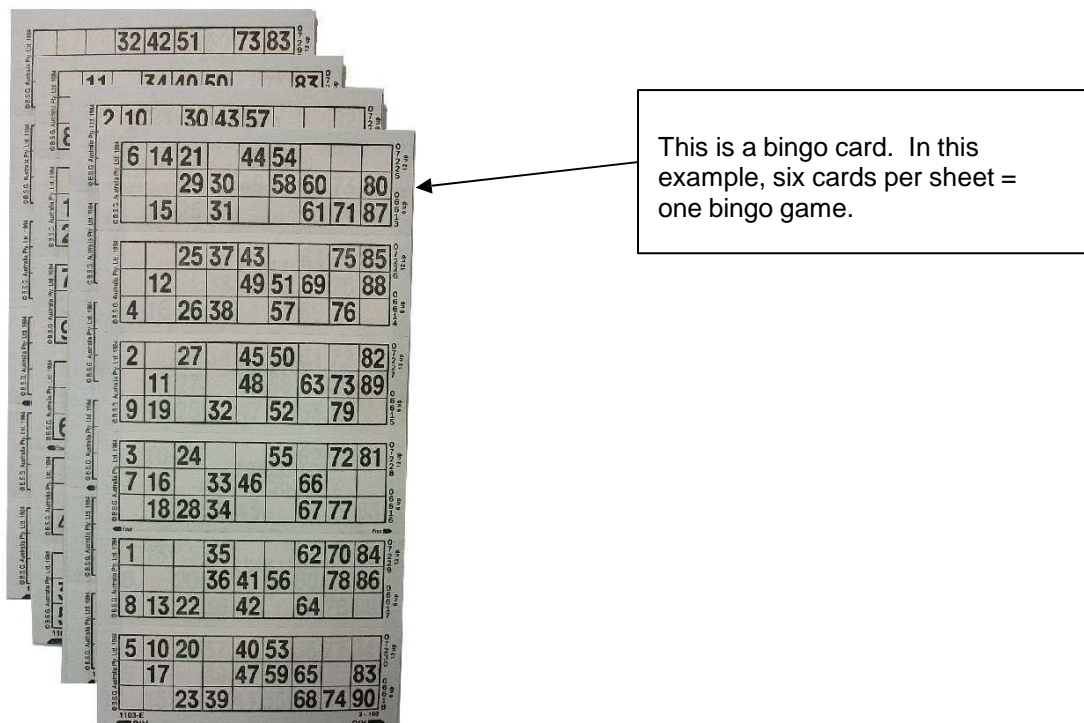 32 42 51 73 83
11 34 40 50 83
2 10 30 43 57
6 14 21 44 54
29 30 58 60 80
15 31 61 71 87
25 37 43 75 85
12 49 51 69 88
4 26 38 57 76
2 27 45 50 82
11 48 63 73 89
9 19 32 52 79
3 24 55 72 81
7 16 33 46 66
18 28 34 67 77
1 35 62 70 84
36 41 56 78 86
8 13 22 42 64
5 10 20 40 53
17 47 59 65 83
23 39 68 74 90
1103-E
This is a bingo card. In this
example, six cards per sheet =
one bingo game.